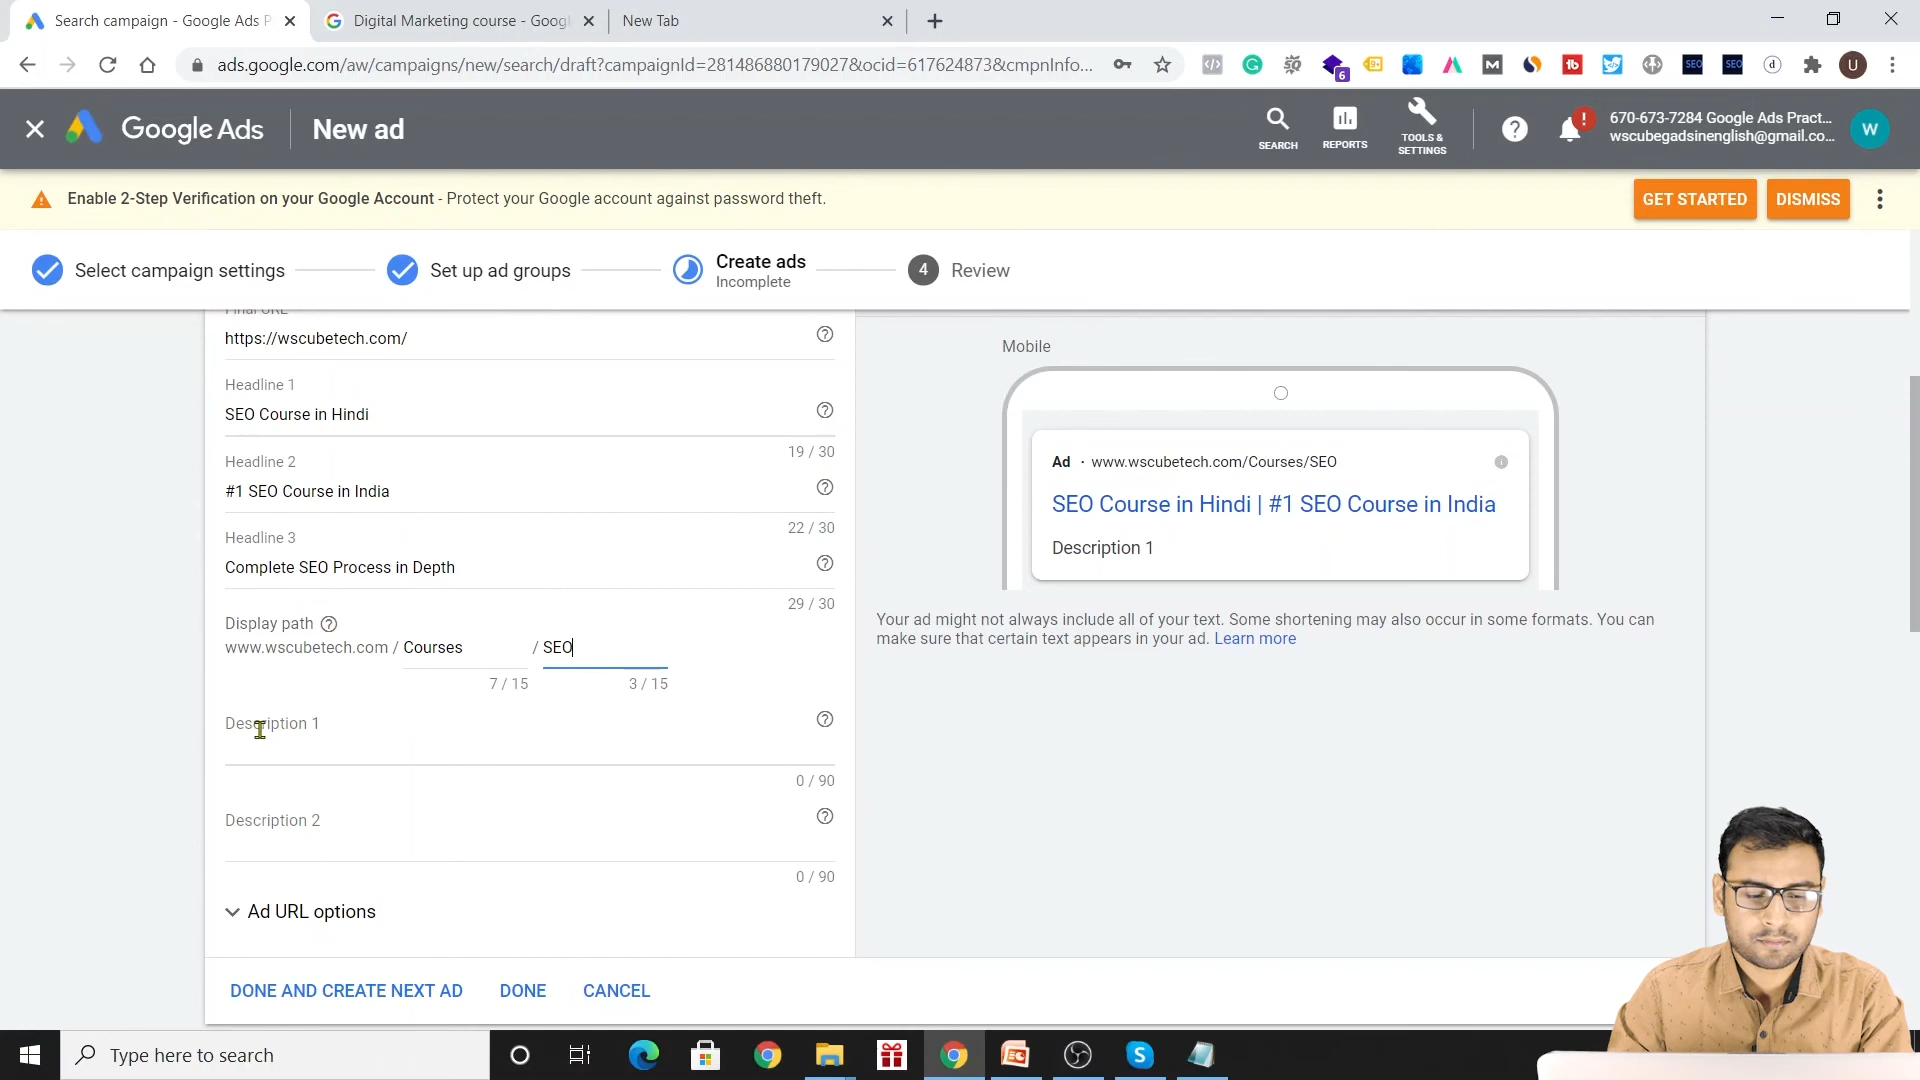 Search campaign - Google Ads P
Digital Marketing course - Googl
New Tab
ads.google.com/aw/campaigns/new/search/draft?campaignId=281486880179027&ocid=617624873&cmpnInfo...
6
Google Ads
New ad
SEARCH
REPORTS
TOOLS &
SETTINGS
670-673-7284 Google Ads Pract...
wscubegadsinenglish@gmail.co...
W
U
Enable 2-Step Verification on your Google Account - Protect your Google account against password theft.
GET STARTED
DISMISS
Select campaign settings
Set up ad groups
Create ads
Incomplete
4
Review
Final URL
https://wscubetech.com/
Headline 1
SEO Course in Hindi
19 / 30
Headline 2
#1 SEO Course in India
22 / 30
Headline 3
Complete SEO Process in Depth
29 / 30
Display path
www.wscubetech.com / Courses / SEO
7 / 15
3 / 15
Description 1
0 / 90
Description 2
0 / 90
Ad URL options
DONE AND CREATE NEXT AD
DONE
CANCEL
Mobile
Ad · www.wscubetech.com/Courses/SEO
SEO Course in Hindi | #1 SEO Course in India
Description 1
Your ad might not always include all of your text. Some shortening may also occur in some formats. You can
make sure that certain text appears in your ad. Learn more
Type here to search